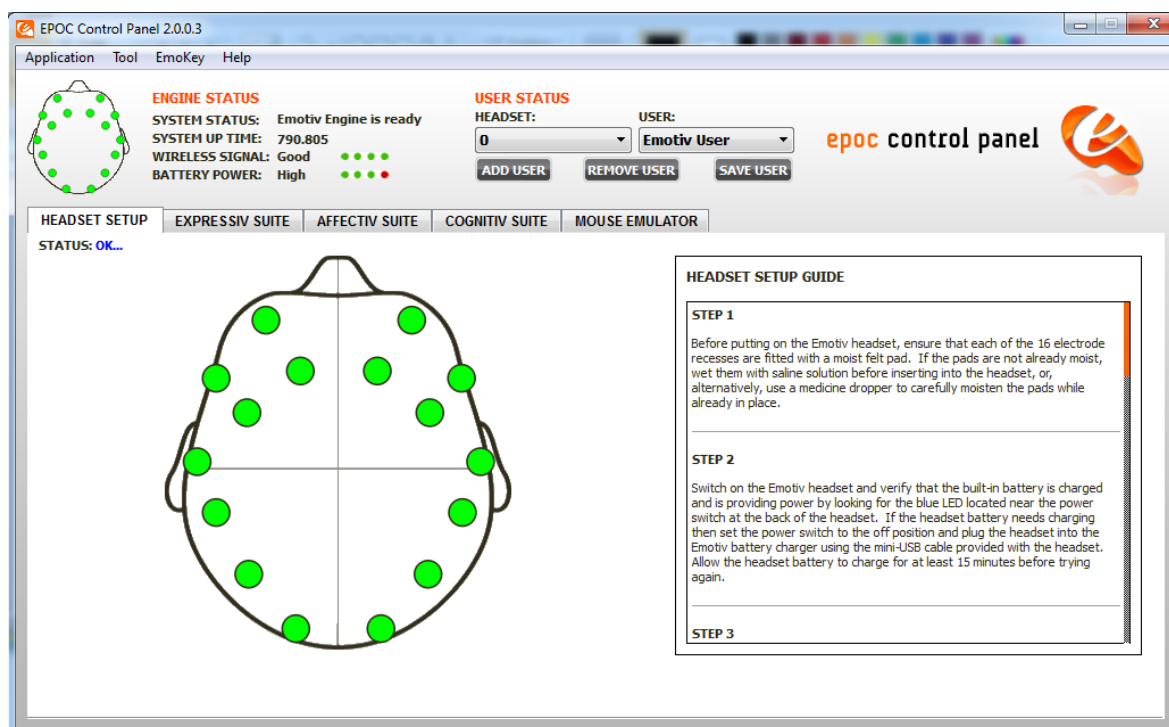 EPOC Control Panel 2.0.0.3
Application Tool EmoKey Help
ENGINE STATUS
SYSTEM STATUS: Emotiv Engine is ready
SYSTEM UP TIME: 790.805
WIRELESS SIGNAL: Good
BATTERY POWER: High
USER STATUS
HEADSET: USER:
0 Emotiv User
ADD USER REMOVE USER SAVE USER
epoc control panel
HEADSET SETUP EXPRESSIV SUITE AFFECTIV SUITE COGNITIV SUITE MOUSE EMULATOR
STATUS: OK...
HEADSET SETUP GUIDE
STEP 1
Before putting on the Emotiv headset, ensure that each of the 16 electrode
recesses are fitted with a moist felt pad. If the pads are not already moist,
wet them with saline solution before inserting into the headset, or,
alternatively, use a medicine dropper to carefully moisten the pads while
already in place.
STEP 2
Switch on the Emotiv headset and verify that the built-in battery is charged
and is providing power by looking for the blue LED located near the power
switch at the back of the headset. If the headset battery needs charging
then set the power switch to the off position and plug the headset into the
Emotiv battery charger using the mini-USB cable provided with the headset.
Allow the headset battery to charge for at least 15 minutes before trying
again.
STEP 3